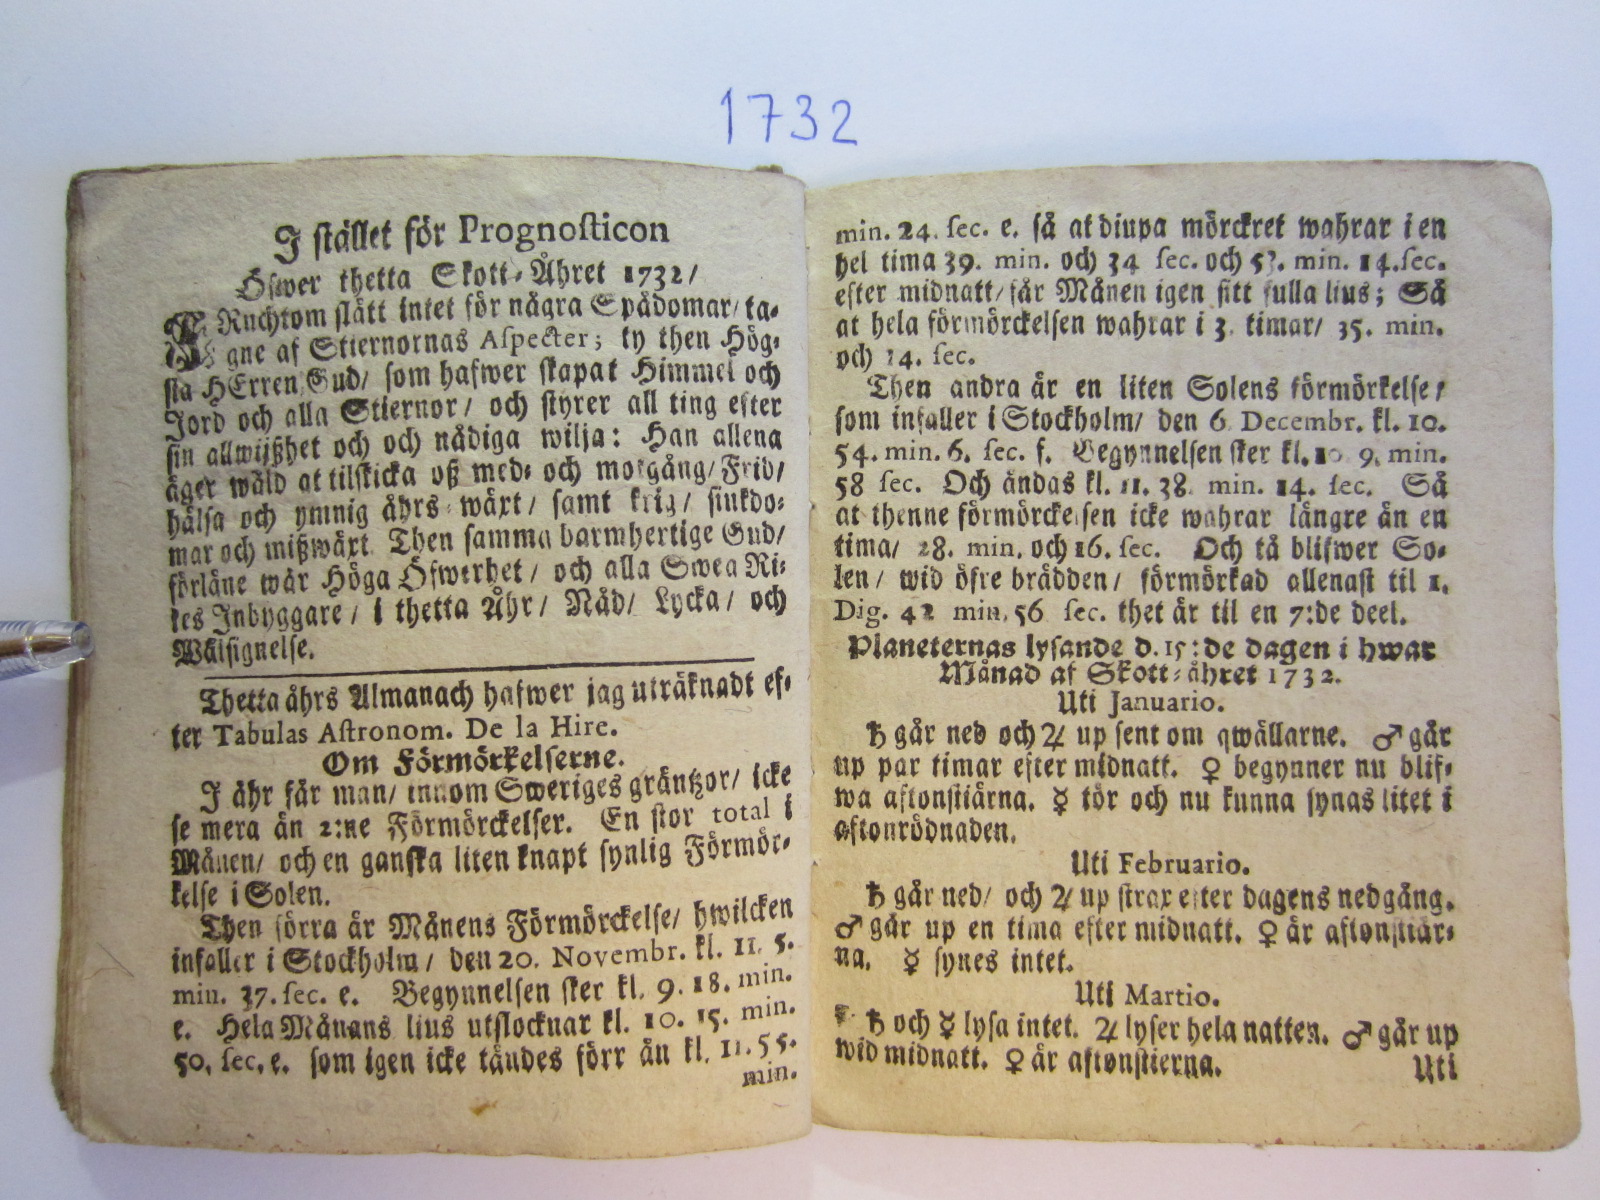 1732
I stället för Prognosticon
Öfwer thetta Skott-Åhret 1732/
FRuchtom slätt intet för några Spådomar/ ta-
gne af Stiernornas Aspecter; ty then Hög-
sta HErren Gud/ som hafwer skapat Himmel och
Jord och alla Stiernor/ och styrer all ting efter
sin allwijßhet och och nådiga wilja: Han allena
äger wåld at tilskicka oß med- och motgång/ Frid/
hälsa och ymnig åhrs-wäxt/ samt krig/ siukdo-
mar och mißwäxt. Then samma barmhertige Gud/
förläne wår Höga Öfwerhet/ och alla Swea Ri-
kes Inbyggare/ i thetta Åhr/ Nåd/ Lycka/ och
Wälsignelse.
Thetta åhrs Almanach hafwer jag uträknadt ef-
ter Tabulas Astronom. De la Hire.
Om Förmörkelserne.
I åhr får man/ innom Sweriges gräntzor/ icke
se mera än 2:ne Förmörckelser. En stor total i
Månen/ och en ganska liten knapt synlig Förmör-
kelse i Solen.
Then förra är Månens Förmörckelse/ hwilcken
infaller i Stockholm/ den 20. Novembr. kl. 11. 5.
min. 37. sec. e. Begynnelsen sker kl. 9. 18. min.
e. Hela Månans lius utslocknar kl. 10. 15. min.
50. sec. e. som igen icke tändes förr än kl. 11. 55.
min.
min. 24. sec. e. så at diupa mörckret wahrar i en
hel tima 39. min. och 34 sec. och 53. min. 14. sec.
efter midnatt/ får Månen igen sitt fulla lius; Så
at hela förmörckelsen wahrar i 3. timar/ 35. min.
och 14. sec.
Then andra är en liten Solens förmörkelse/
som infaller i Stockholm/ den 6. Decembr. kl. 10.
54. min. 6. sec. f. Begynnelsen sker kl. 10 9. min.
58 sec. Och ändas kl. 11. 38. min. 14. sec. Så
at thenne förmörckelsen icke wahrar längre än en
tima/ 28. min. och 16. sec. Och tå blifwer So-
len/ wid öfre brädden/ förmörkad allenast til 1.
Dig. 42 min. 56 sec. thet är til en 7:de deel.
Planeternas lysande d. 15:de dagen i hwar
Månad af Skott-åhret 1732.
Uti Januario.
♄ går ned och ♃ up sent om qwällarne. ♂ går
up par timar efter midnatt. ♀ begynner nu blif-
wa aftonstiärna. ☿ tör och nu kunna synas litet i
aftonrödnaden.
Uti Februario.
♄ går ned/ och ♃ up strax efter dagens nedgång.
♂ går up en tima efter midnatt. ♀ är aftonstiär-
na. ☿ synes intet.
Uti Martio.
♄ och ☿ lysa intet. ♃ lyser hela natten. ♂ går up
wid midnatt. ♀ är aftonstierna.
Uti